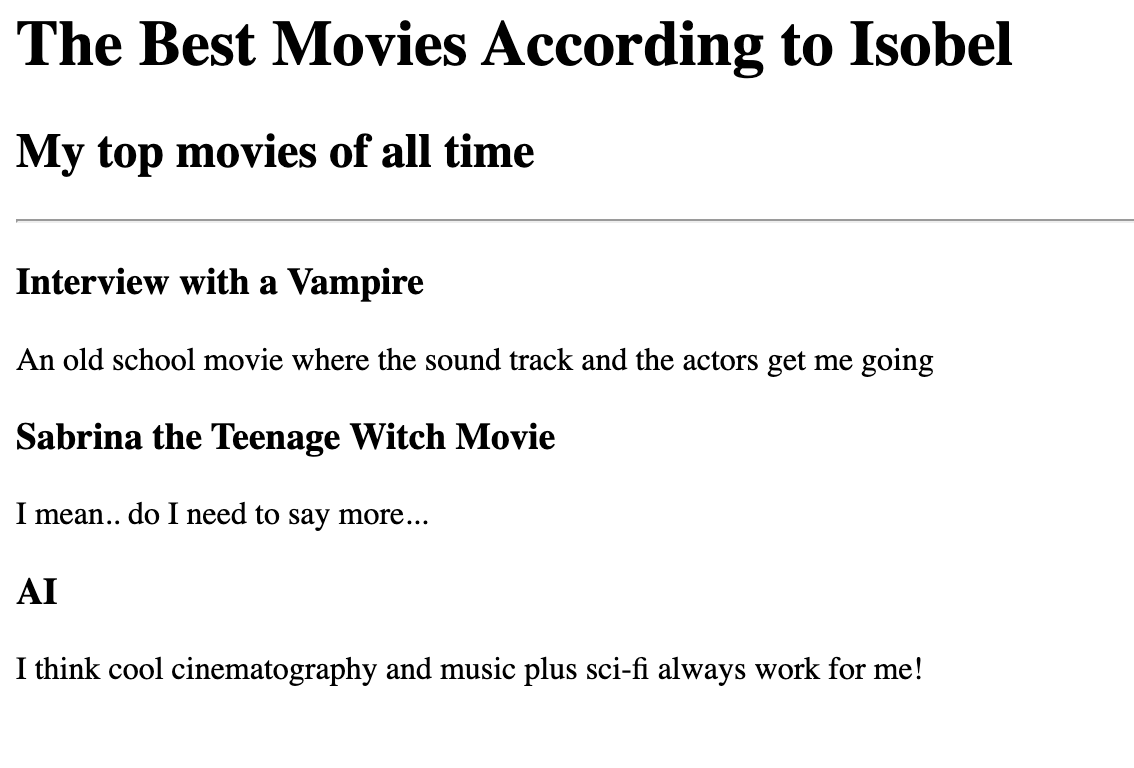 The Best Movies According to Isobel
My top movies of all time
Interview with a Vampire
An old school movie where the sound track and the actors get me going
Sabrina the Teenage Witch Movie
I mean.. do I need to say more...
AI
I think cool cinematography and music plus sci-fi always work for me!